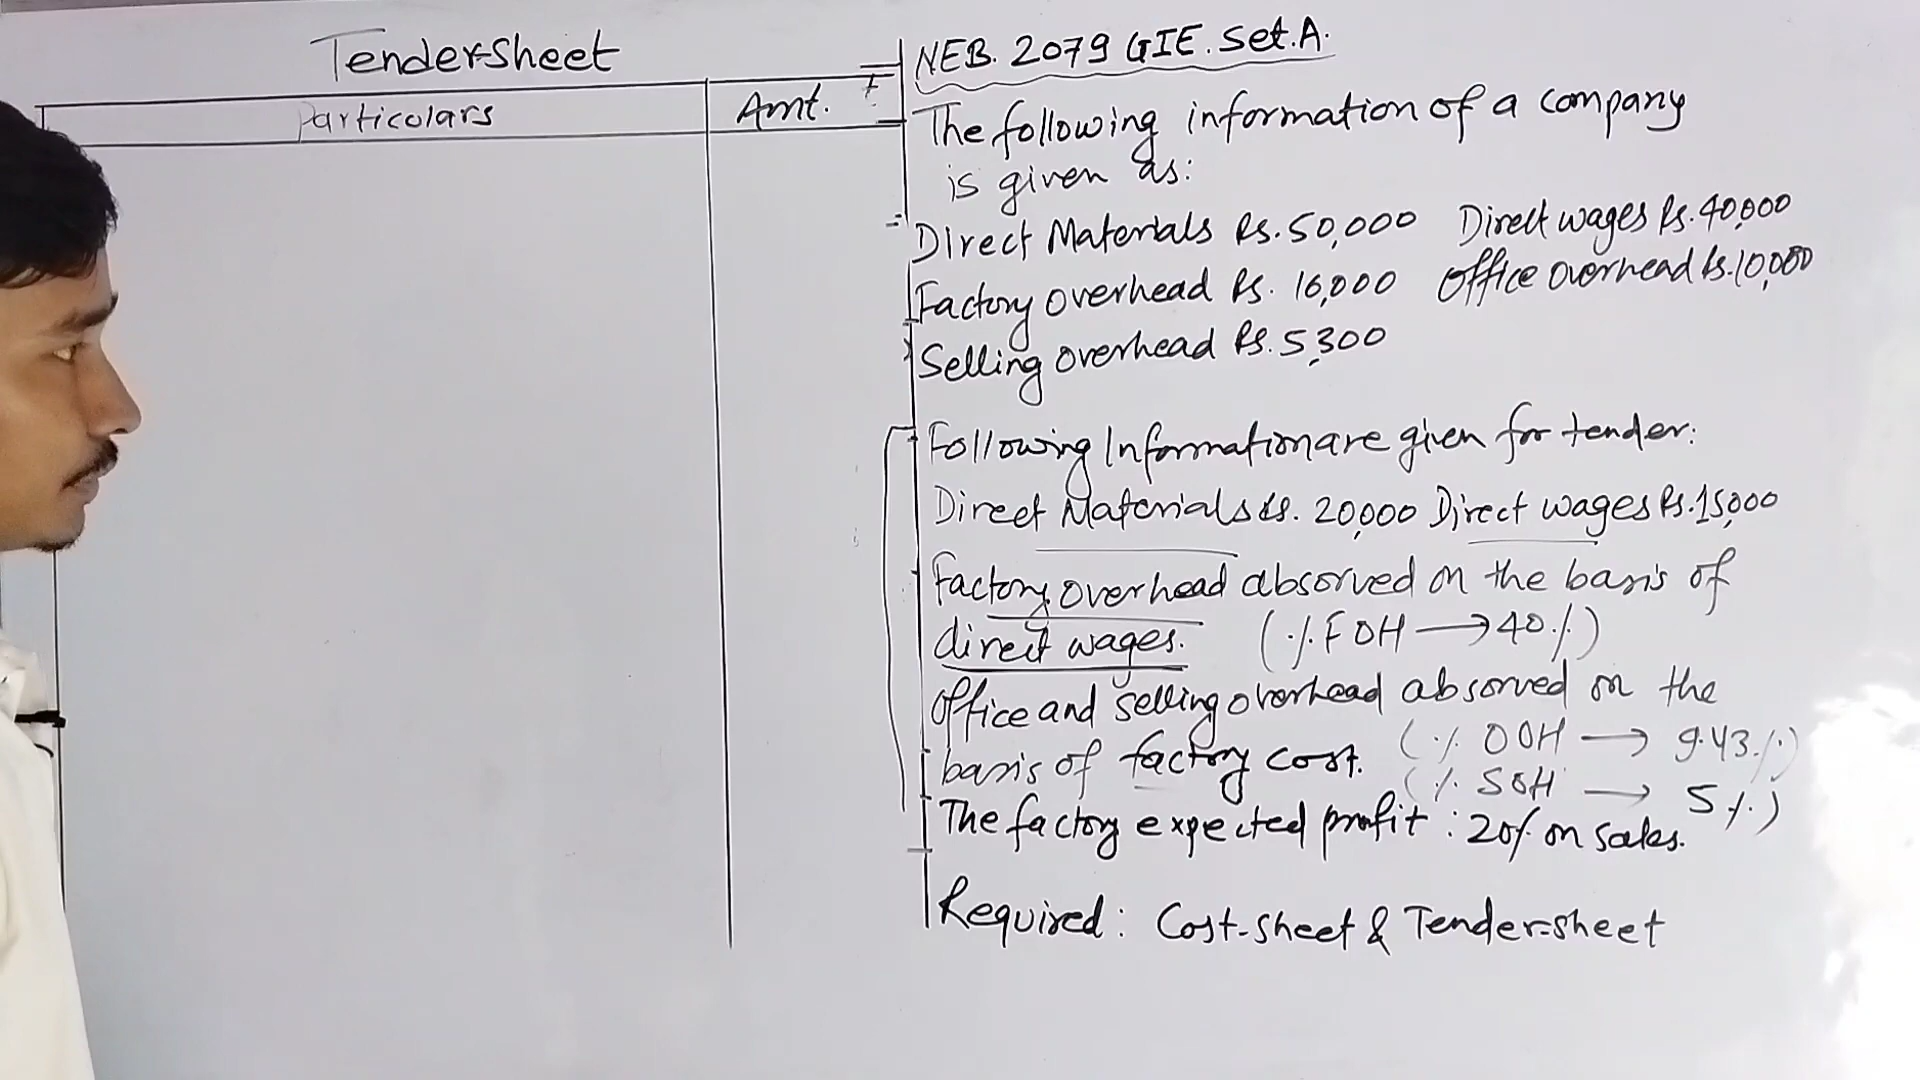 Tender-sheet
Particolars Amt.
NEB. 2079 GIE. Set.A.
The following information of a company
is given as:
Direct Materials Rs. 50,000 Direct wages Rs. 40,000
Factory overhead Rs. 16,000 Office overhead Rs. 10,000
Selling overhead Rs. 5,300
Following Information are given for tender:
Direct Materials Rs. 20,000 Direct wages Rs. 15,000
Factory overhead absorved on the basis of
direct wages. (% FOH → 40%)
Office and selling overhead absorved on the
basis of factory cost. (% OOH → 9.43%)
(% SOH → 5%)
The factory expected profit : 20% on sales.
Required : Cost-sheet & Tender-sheet